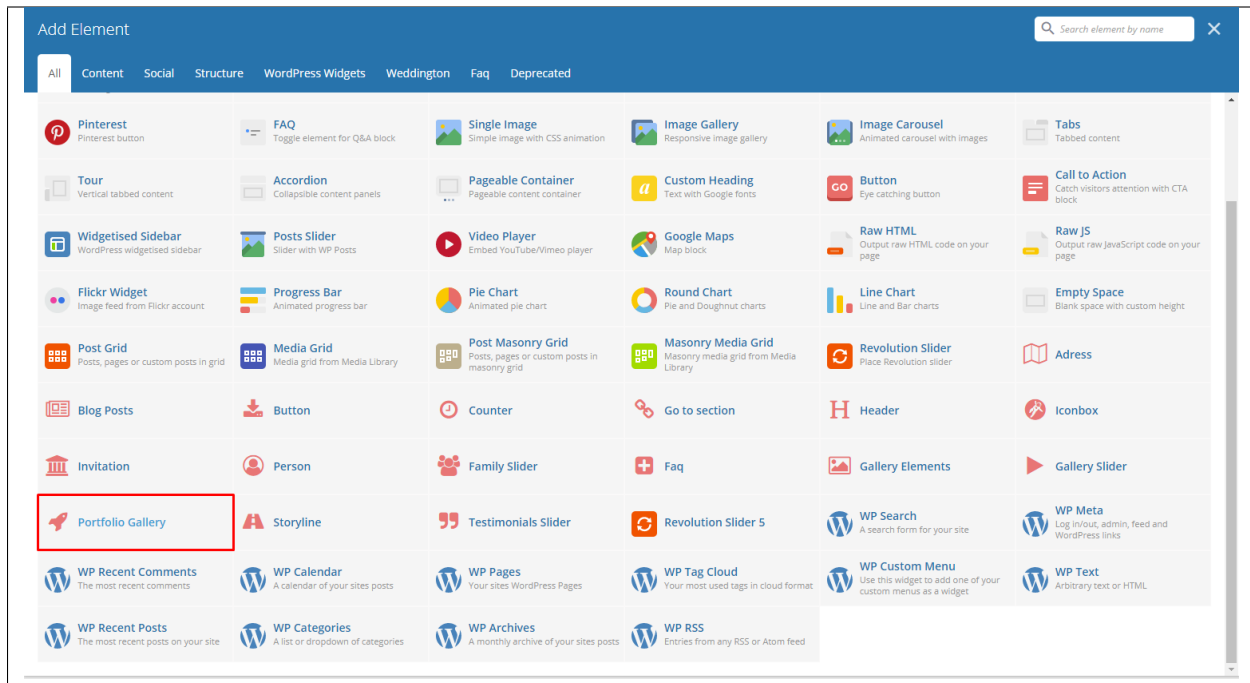 Add Element
Search element by name
All Content Social Structure WordPress Widgets Weddington Faq Deprecated
Pinterest
Pinterest button
FAQ
Toggle element for Q&A block
Single Image
Simple image with CSS animation
Image Gallery
Responsive image gallery
Image Carousel
Animated carousel with images
Tabs
Tabbed content
Tour
Vertical tabbed content
Accordion
Collapsible content panels
Pageable Container
Pageable content container
a
Custom Heading
Text with Google fonts
GO
Button
Eye catching button
Call to Action
Catch visitors attention with CTA
block
Widgetised Sidebar
WordPress widgetised sidebar
Posts Slider
Slider with WP Posts
Video Player
Embed YouTube/Vimeo player
Google Maps
Map block
Raw HTML
Output raw HTML code on your
page
Raw JS
Output raw JavaScript code on your
page
Flickr Widget
Image feed from Flickr account
Progress Bar
Animated progress bar
Pie Chart
Animated pie chart
Round Chart
Pie and Doughnut charts
Line Chart
Line and Bar charts
Empty Space
Blank space with custom height
Post Grid
Posts, pages or custom posts in grid
Media Grid
Media grid from Media Library
Post Masonry Grid
Posts, pages or custom posts in
masonry grid
Masonry Media Grid
Masonry media grid from Media
Library
Revolution Slider
Place Revolution slider
Adress
Blog Posts
Button
Counter
Go to section
H
Header
Iconbox
Invitation
Person
Family Slider
Faq
Gallery Elements
Gallery Slider
Portfolio Gallery
Storyline
Testimonials Slider
Revolution Slider 5
WP Search
A search form for your site
WP Meta
Log in/out, admin, feed and
WordPress links
WP Recent Comments
The most recent comments
WP Calendar
A calendar of your sites posts
WP Pages
Your sites WordPress Pages
WP Tag Cloud
Your most used tags in cloud format
WP Custom Menu
Use this widget to add one of your
custom menus as a widget
WP Text
Arbitrary text or HTML
WP Recent Posts
The most recent posts on your site
WP Categories
A list or dropdown of categories
WP Archives
A monthly archive of your sites posts
WP RSS
Entries from any RSS or Atom feed